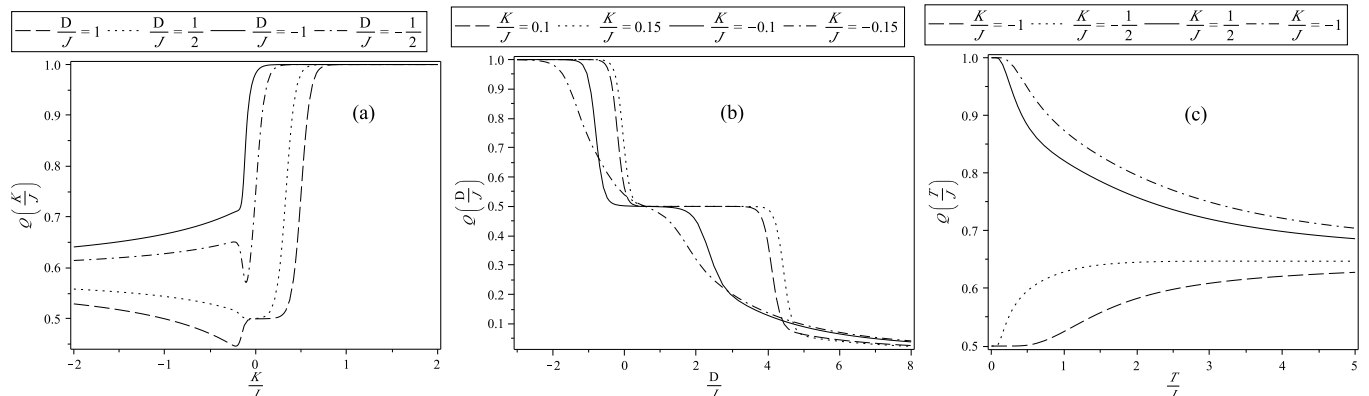 D/J = 1 D/J = 1/2 D/J = -1 D/J = -1/2
1.0
0.9
0.8
0.7
0.6
0.5
(a)
Q(K/J)
-2 -1 0 1 2
K/J
K/J = 0.1 K/J = 0.15 K/J = -0.1 K/J = -0.15
1.0
0.9
0.8
0.7
0.6
0.5
0.4
0.3
0.2
0.1
(b)
Q(D/J)
-2 0 2 4 6 8
D/J
K/J = -1 K/J = -1/2 K/J = 1/2 K/J = -1
1.0
0.9
0.8
0.7
0.6
0.5
(c)
Q(T/J)
0 1 2 3 4 5
T/J